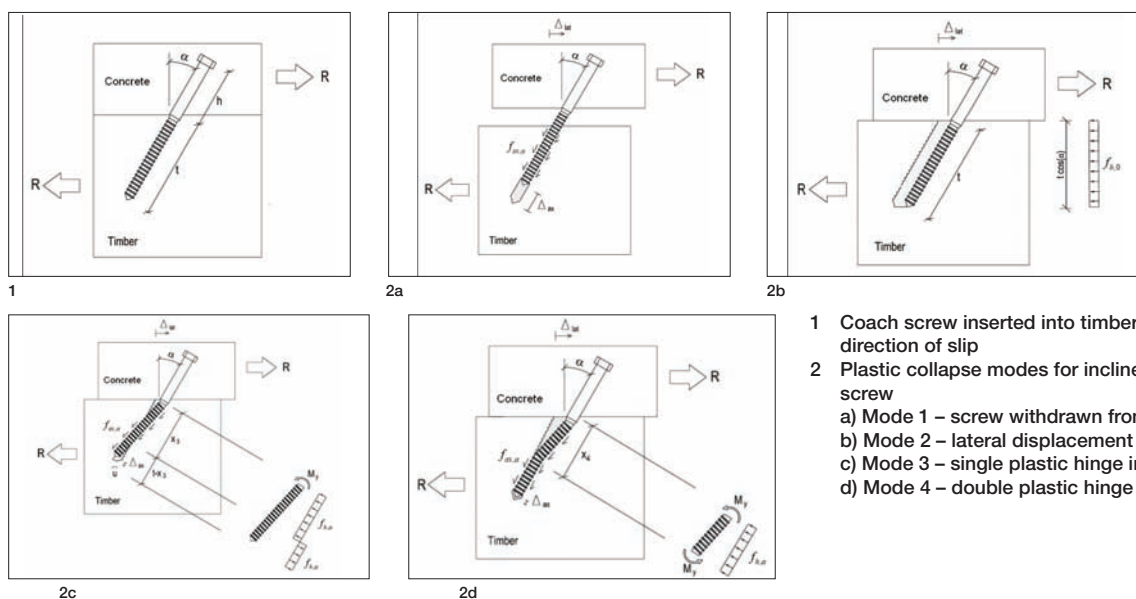 α
Concrete
R
h
t
R
Timber
1
Δlat
α
Concrete
R
fax,α
R
Δax
Timber
2a
Δlat
α
Concrete
R
t cos(α)
fh,0
t
R
Timber
2b
α
Concrete
R
fax,α
x3
R
Δax
t-x3
Timber
My
fh,α
fh,α
2c
Δlat
α
Concrete
R
fax,α
x4
R
Δax
Timber
My
fh,α
My
2d
1 Coach screw inserted into timber
direction of slip
2 Plastic collapse modes for incline
screw
a) Mode 1 – screw withdrawn from
b) Mode 2 – lateral displacement
c) Mode 3 – single plastic hinge in
d) Mode 4 – double plastic hinge